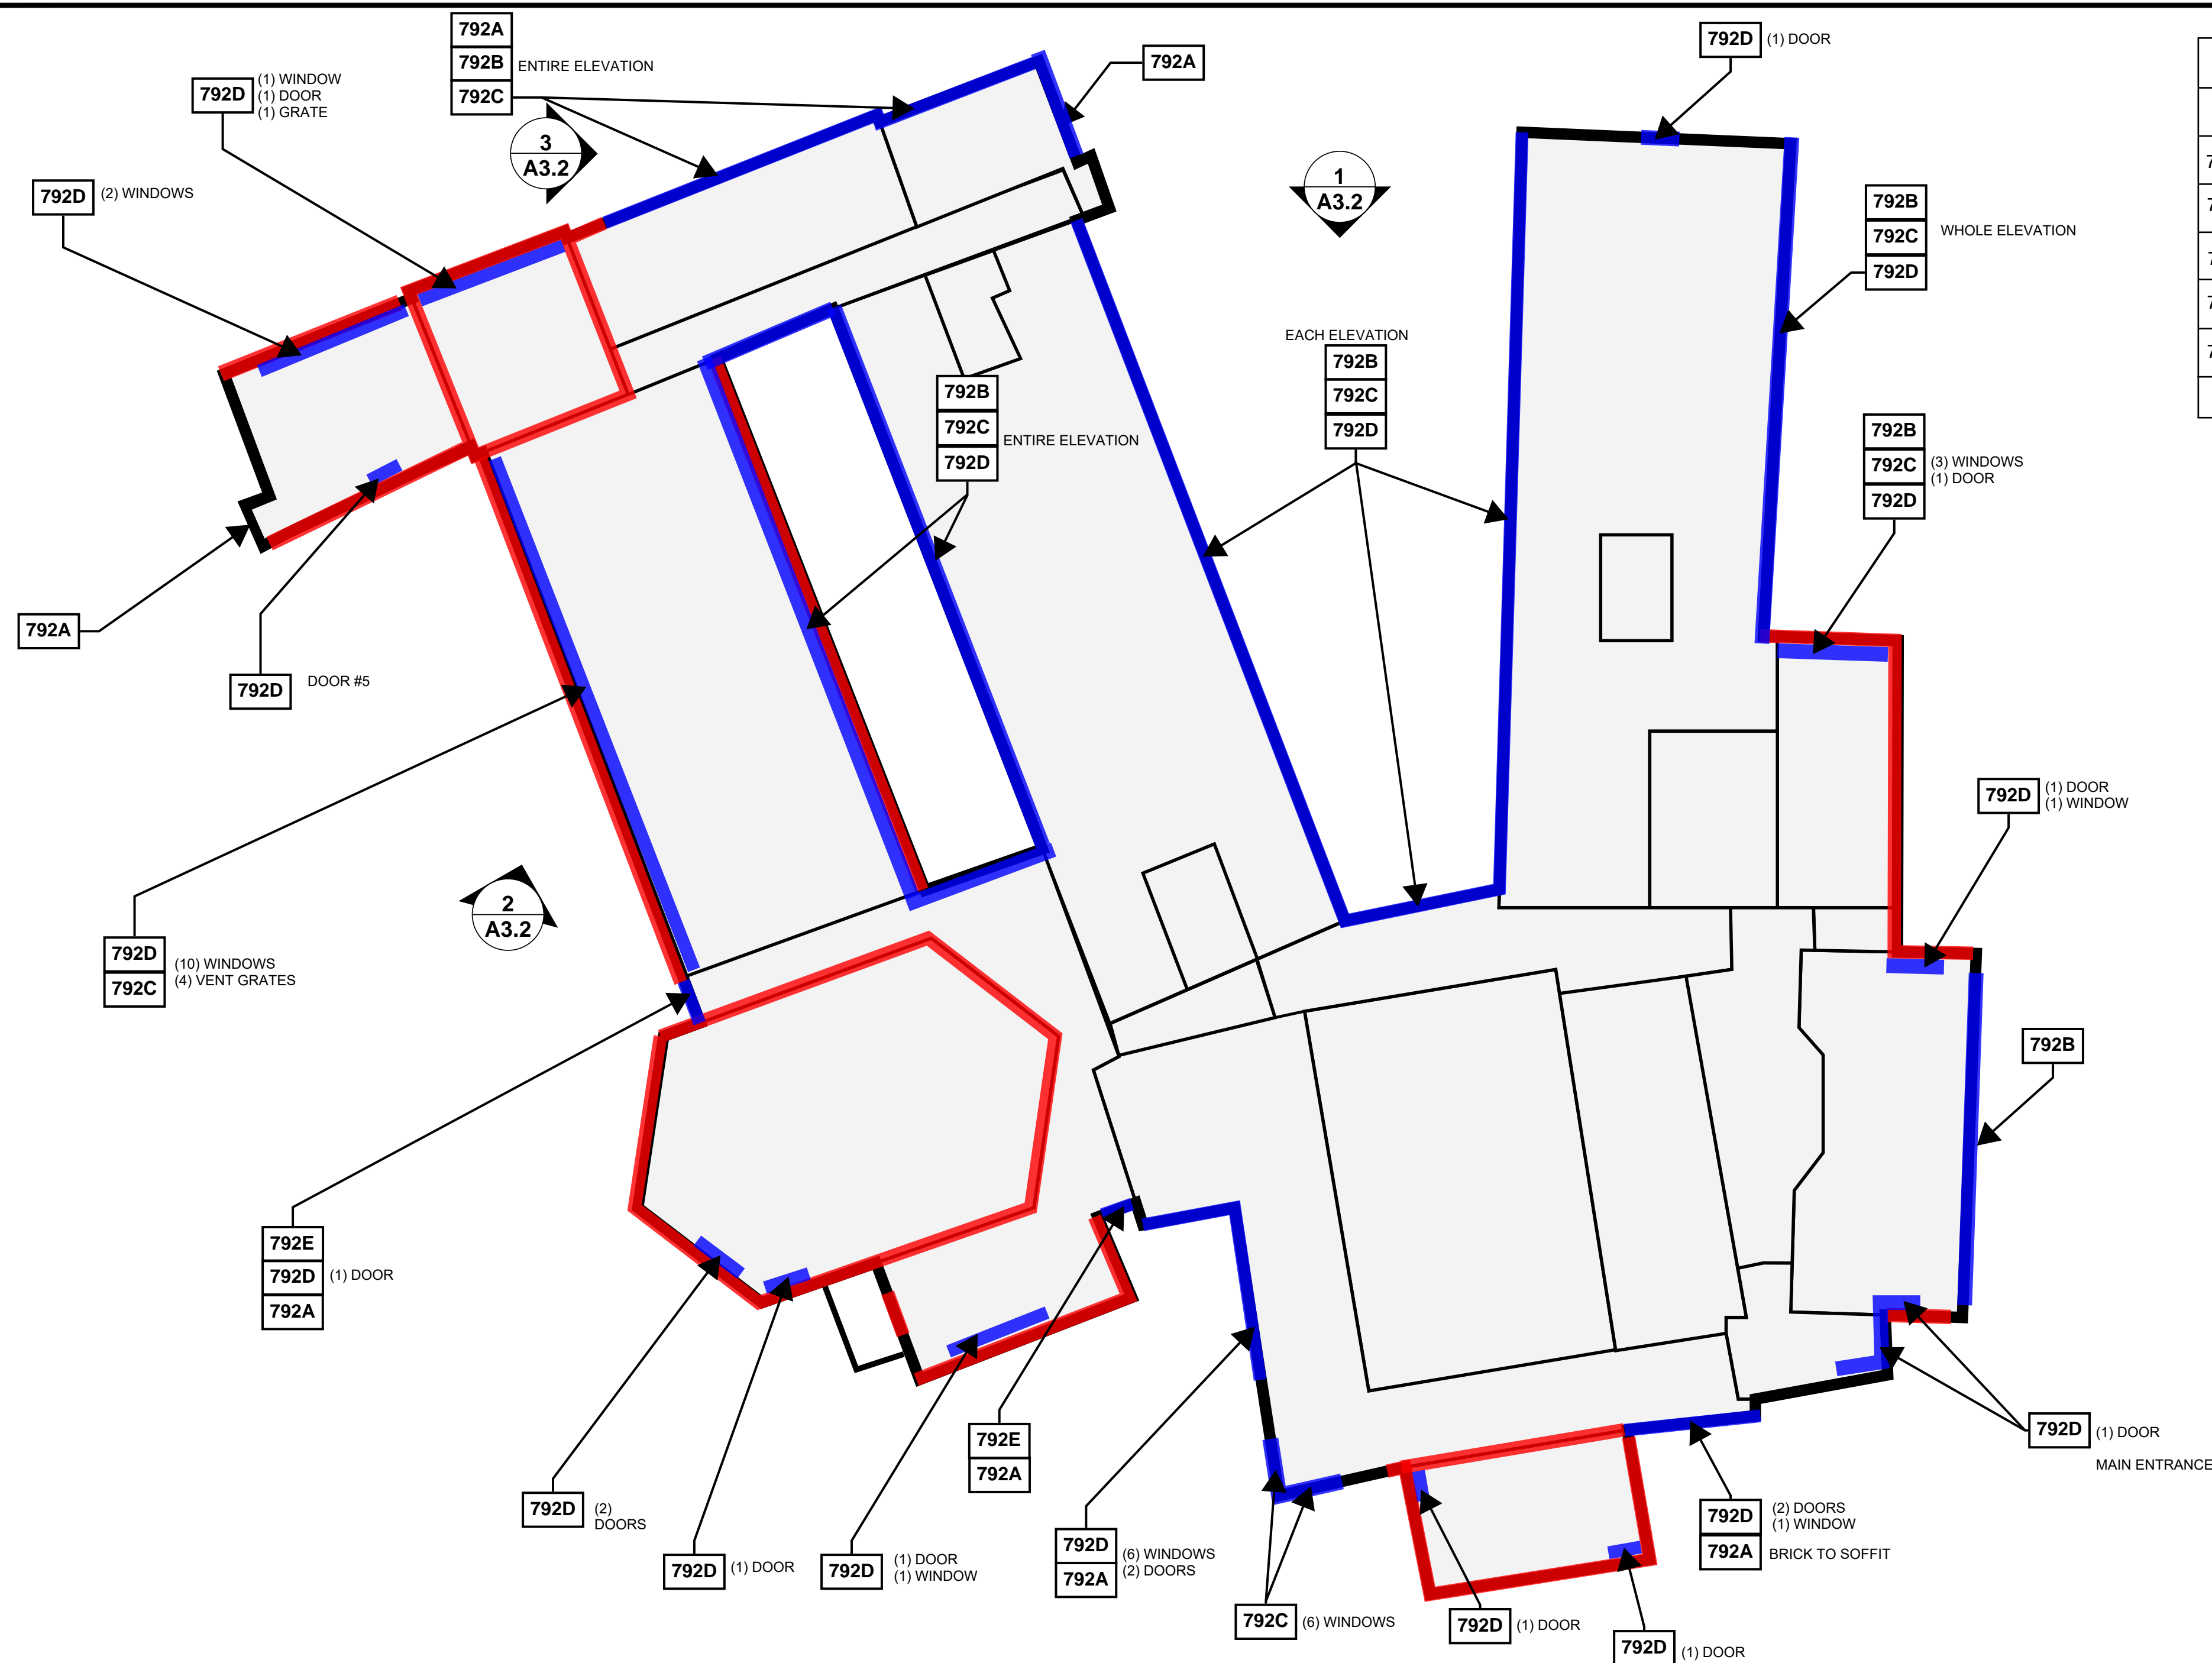 792A
792B ENTIRE ELEVATION
792C
792A
792D (1) DOOR
792D (1) WINDOW
(1) DOOR
(1) GRATE
3
A3.2
1
A3.2
792D (2) WINDOWS
792B
792C WHOLE ELEVATION
792D
EACH ELEVATION
792B
792C
792D
792B
792C ENTIRE ELEVATION
792D
792B
792C (3) WINDOWS
(1) DOOR
792D
792A
792D DOOR #5
792D (1) DOOR
(1) WINDOW
2
A3.2
792D (10) WINDOWS
792C (4) VENT GRATES
792B
792E
792D (1) DOOR
792A
792E
792A
792D (1) DOOR
MAIN ENTRANCE
792D (2)
DOORS
792D (1) DOOR
792D (1) DOOR
(1) WINDOW
792D (6) WINDOWS
792A (2) DOORS
792D (2) DOORS
(1) WINDOW
792A BRICK TO SOFFIT
792C (6) WINDOWS
792D (1) DOOR
792D (1) DOOR